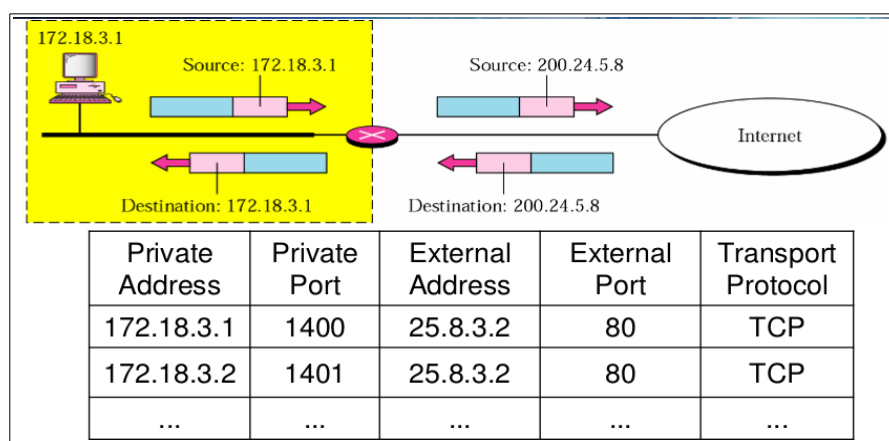 172.18.3.1
Source: 172.18.3.1
Source: 200.24.5.8
Internet
Destination: 172.18.3.1
Destination: 200.24.5.8
Private Address Private Port External Address External Port Transport Protocol
172.18.3.1 1400 25.8.3.2 80 TCP
172.18.3.2 1401 25.8.3.2 80 TCP
... ... ... ... ...